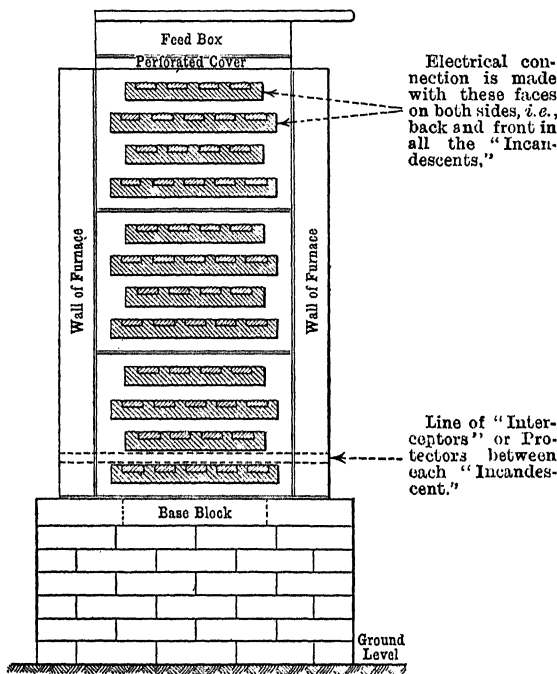 Feed Box
Perforated Cover
Electrical con-
nection is made
with these faces
on both sides, i.e.,
back and front in
all the "Incan-
descents,"
Wall of Furnace
Wall of Furnace
Line of "Inter-
ceptors" or Pro-
tectors between
each "Incandes-
cent."
Base Block
Ground
Level